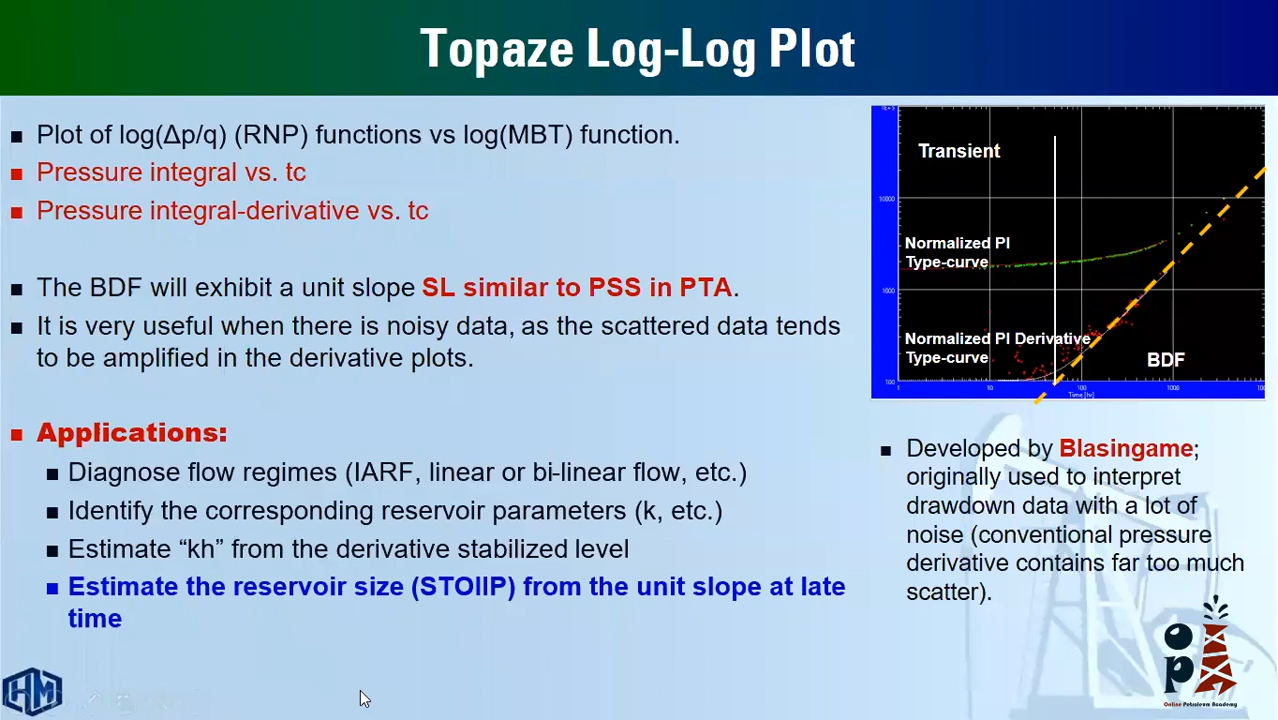 Topaze Log-Log Plot
Plot of log(Δp/q) (RNP) functions vs log(MBT) function.
Pressure integral vs. tc
Pressure integral-derivative vs. tc
The BDF will exhibit a unit slope SL similar to PSS in PTA.
It is very useful when there is noisy data, as the scattered data tends
to be amplified in the derivative plots.
Applications:
Diagnose flow regimes (IARF, linear or bi-linear flow, etc.)
Identify the corresponding reservoir parameters (k, etc.)
Estimate “kh” from the derivative stabilized level
Estimate the reservoir size (STOIIP) from the unit slope at late
time
Transient
10000
Normalized PI
Type-curve
1000
Normalized PI Derivative
Type-curve
BDF
100
1 10 100 1000
Time [hr]
Developed by Blasingame;
originally used to interpret
drawdown data with a lot of
noise (conventional pressure
derivative contains far too much
scatter).
HM
op
Online Petroleum Academy